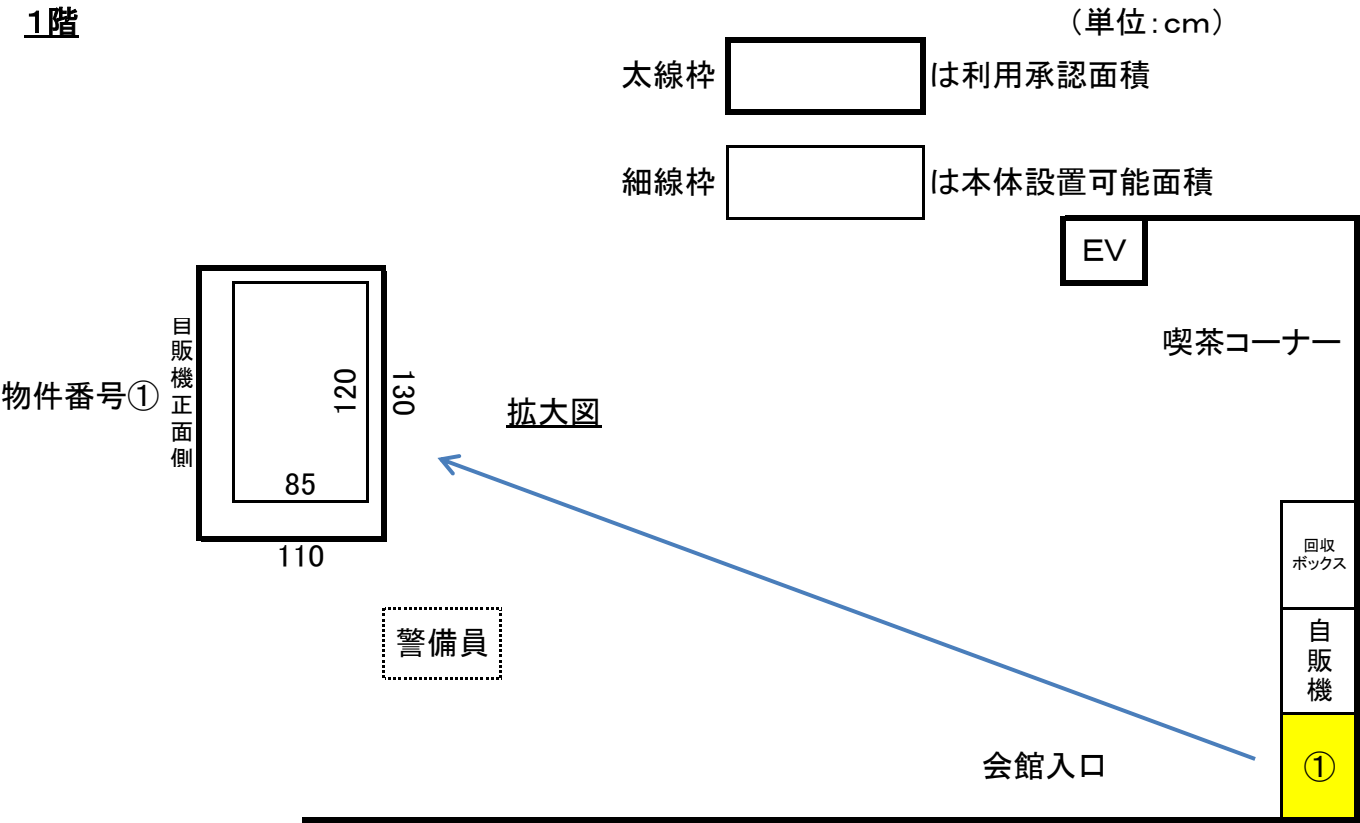 1階
（単位：cm）
太線枠 は利用承認面積
細線枠 は本体設置可能面積
EV
喫茶コーナー
物件番号①
自販機正面側
120
130
85
110
拡大図
回収
ボックス
警備員
自販機
会館入口
①